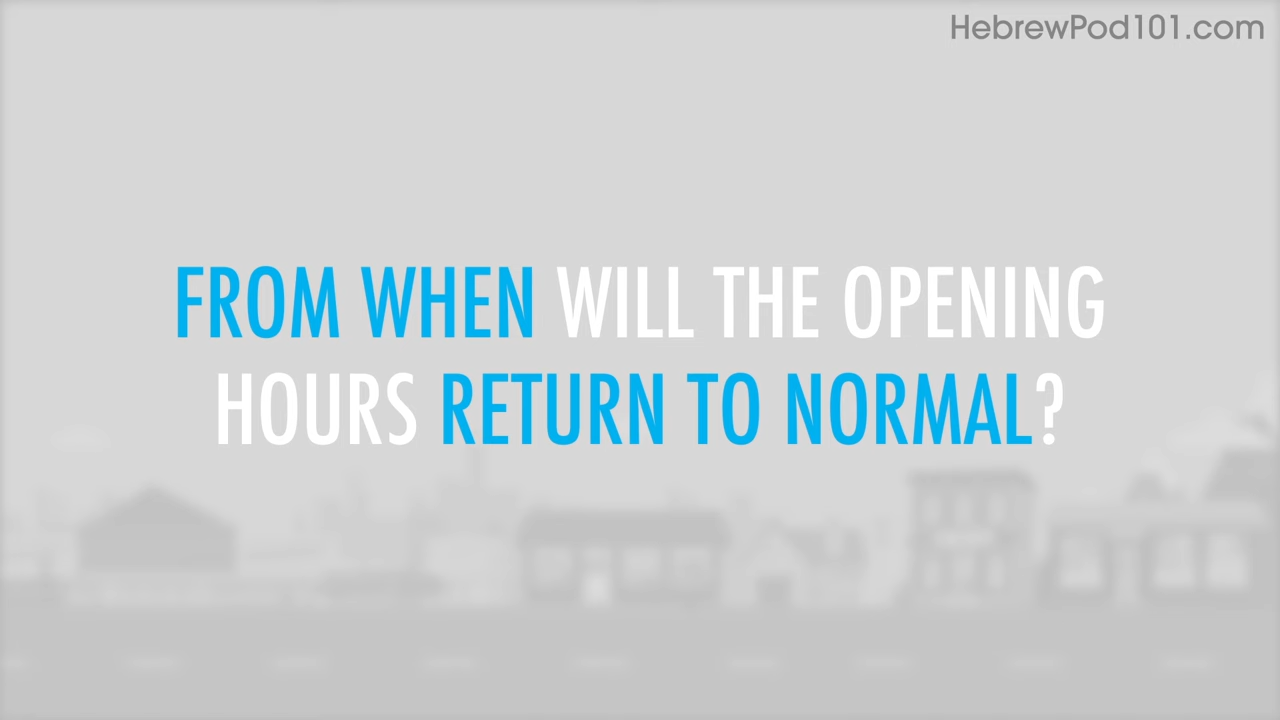 HebrewPod101.com
FROM WHEN WILL THE OPENING
HOURS RETURN TO NORMAL?